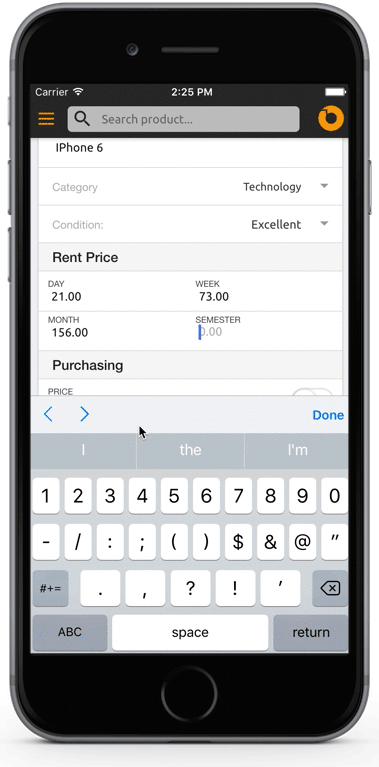 Carrier 2:25 PM
Search product...
IPhone 6
Category Technology
Condition: Excellent
Rent Price
DAY WEEK
21.00 73.00
MONTH SEMESTER
156.00 0.00
Purchasing
PRICE
Done
I the I'm
1 2 3 4 5 6 7 8 9 0
- / : ; ( ) $ & @ "
#+= . , ? ! '
ABC space return